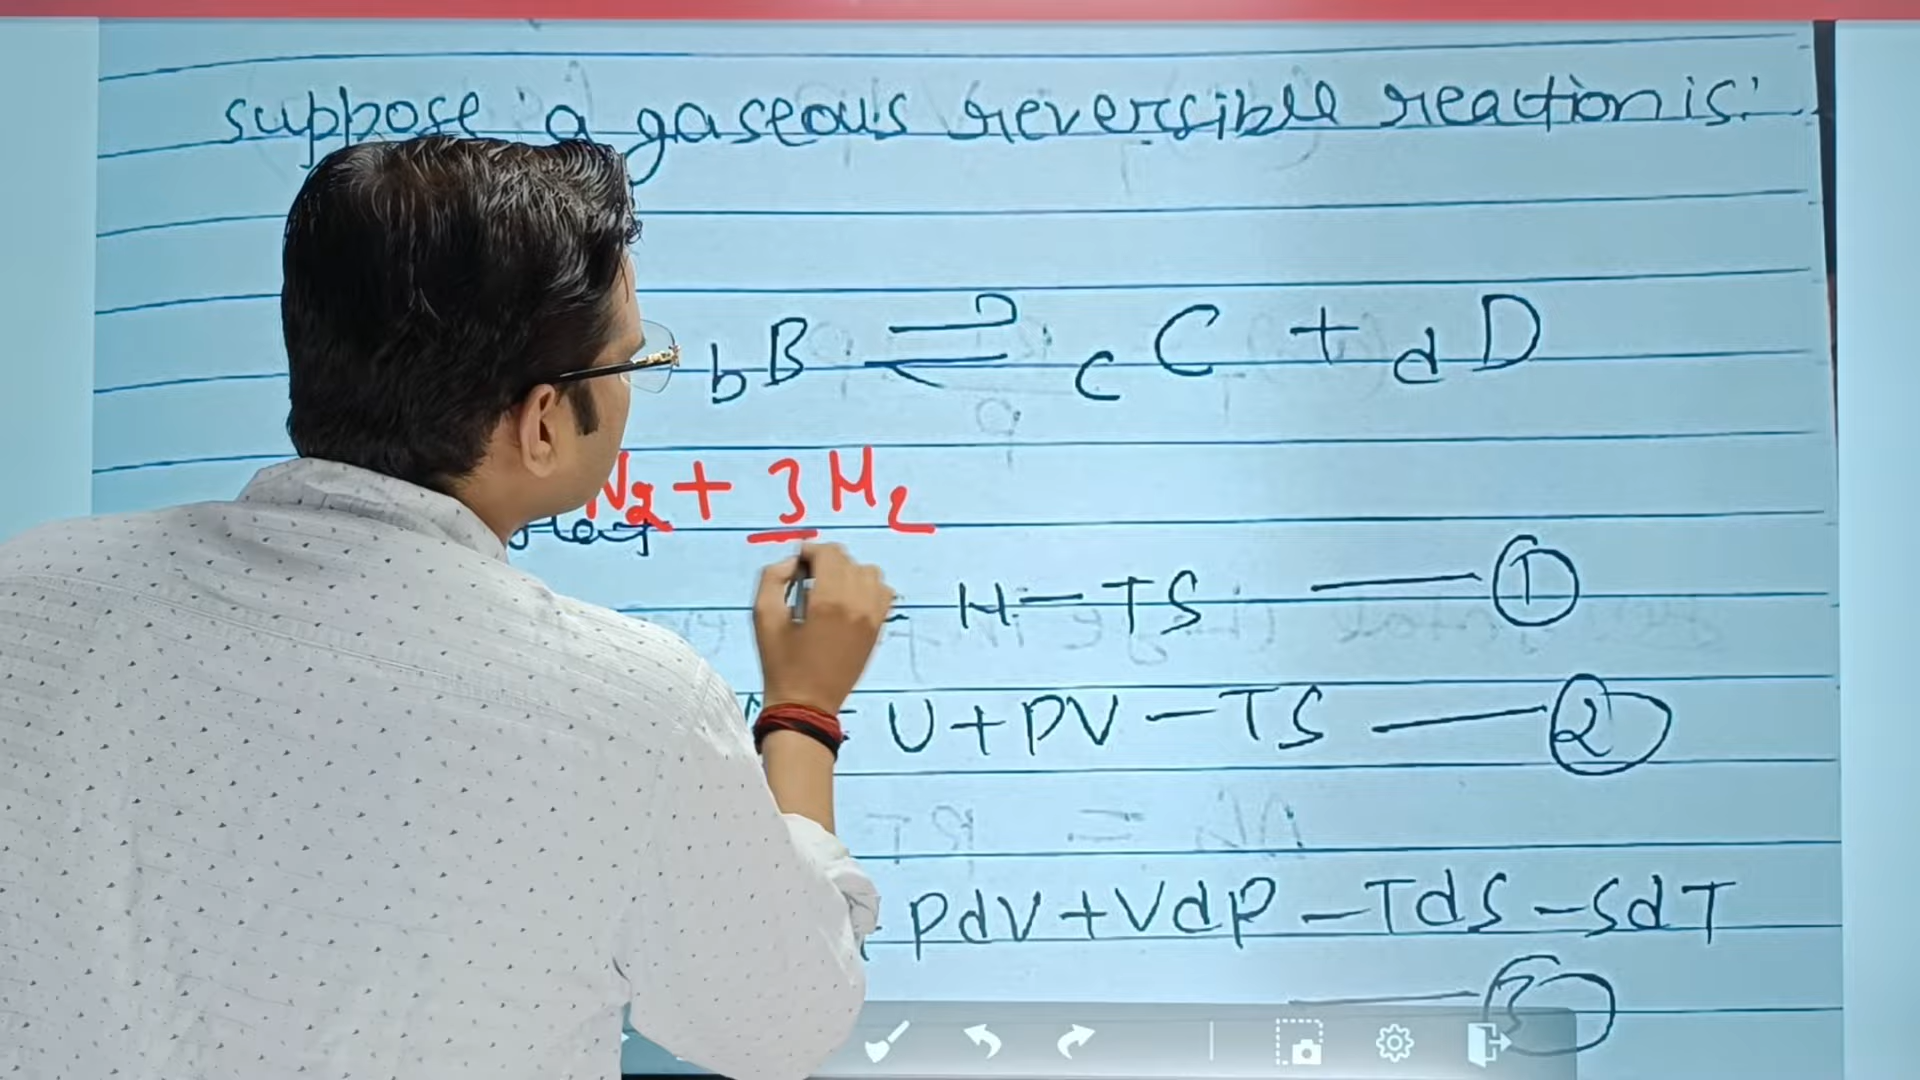 suppose a gaseous reversible reaction is:
bB ⇌ cC + dD
N2 + 3H2
= H - TS — ①
= U + PV - TS — ②
PdV + VdP - TdS - SdT
— ③